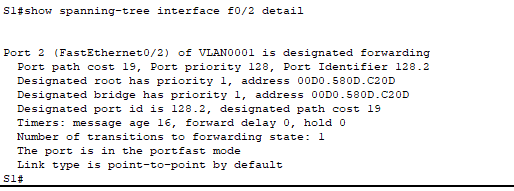 S1#show spanning-tree interface f0/2 detail
Port 2 (FastEthernet0/2) of VLAN0001 is designated forwarding
Port path cost 19, Port priority 128, Port Identifier 128.2
Designated root has priority 1, address 00D0.580D.C20D
Designated bridge has priority 1, address 00D0.580D.C20D
Designated port id is 128.2, designated path cost 19
Timers: message age 16, forward delay 0, hold 0
Number of transitions to forwarding state: 1
The port is in the portfast mode
Link type is point-to-point by default
S1#